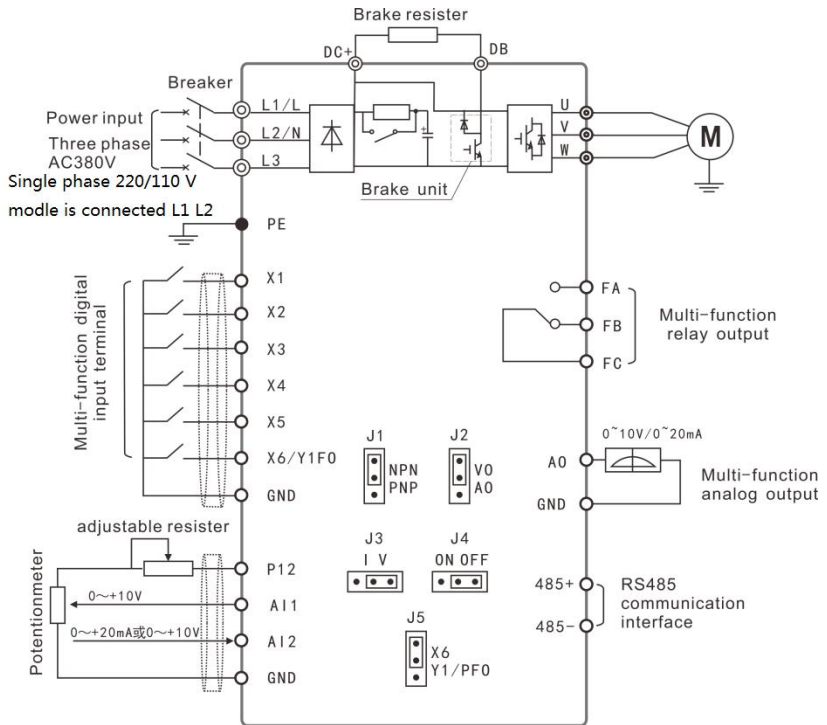 Brake resister
DC+
DB
Breaker
Power input
Three phase
AC380V
Single phase 220/110 V
modle is connected L1 L2
L1/L
L2/N
L3
Brake unit
U
V
W
M
PE
Multi-function digital
input terminal
X1
X2
X3
X4
X5
X6/Y1FO
GND
FA
FB
FC
Multi-function
relay output
J1
NPN
PNP
J2
VO
AO
J3
I V
J4
ON OFF
J5
X6
Y1/PFO
AO
0~10V/0~20mA
GND
Multi-function
analog output
adjustable resister
Potentionmeter
P12
0～+10V
AI1
0～+20mA或0～+10V
AI2
GND
485+
485-
RS485
communication
interface